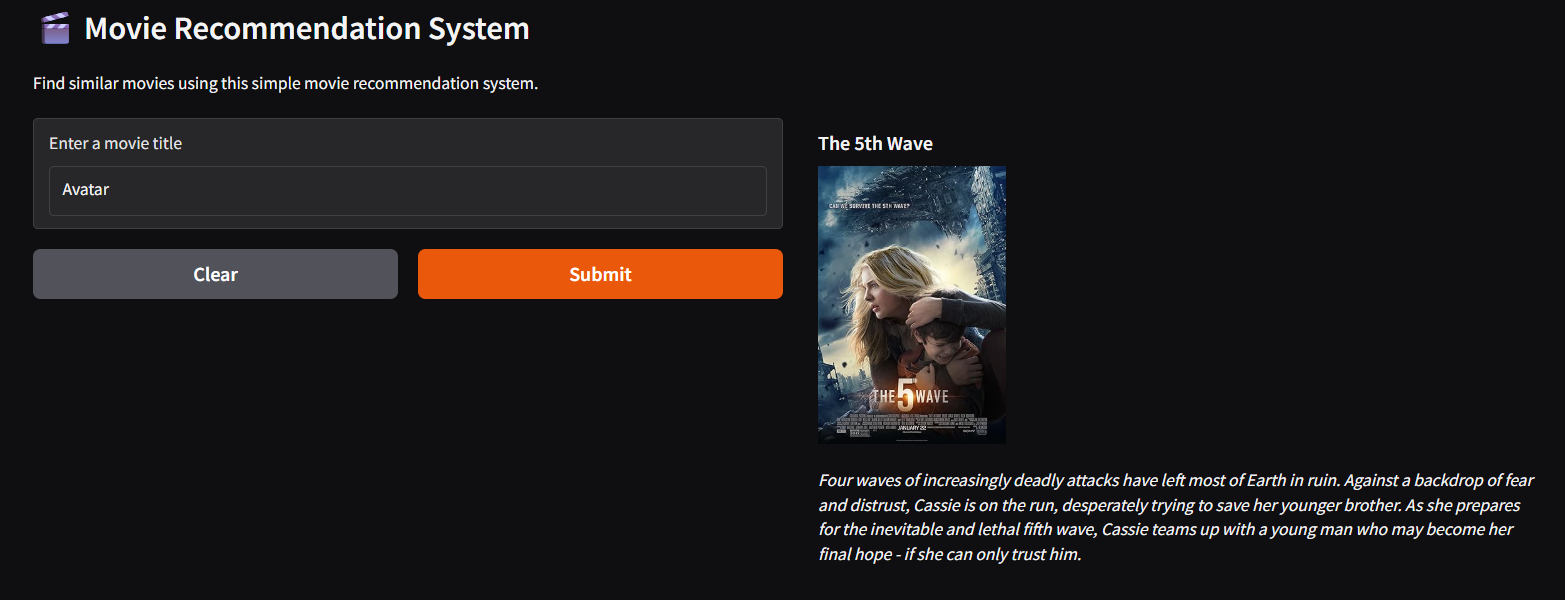 Movie Recommendation System
Find similar movies using this simple movie recommendation system.
Enter a movie title
Avatar
Clear
Submit
The 5th Wave
CAN WE SURVIVE THE 5TH WAVE?
THE 5TH WAVE
JANUARY 22
Four waves of increasingly deadly attacks have left most of Earth in ruin. Against a backdrop of fear
and distrust, Cassie is on the run, desperately trying to save her younger brother. As she prepares
for the inevitable and lethal fifth wave, Cassie teams up with a young man who may become her
final hope - if she can only trust him.